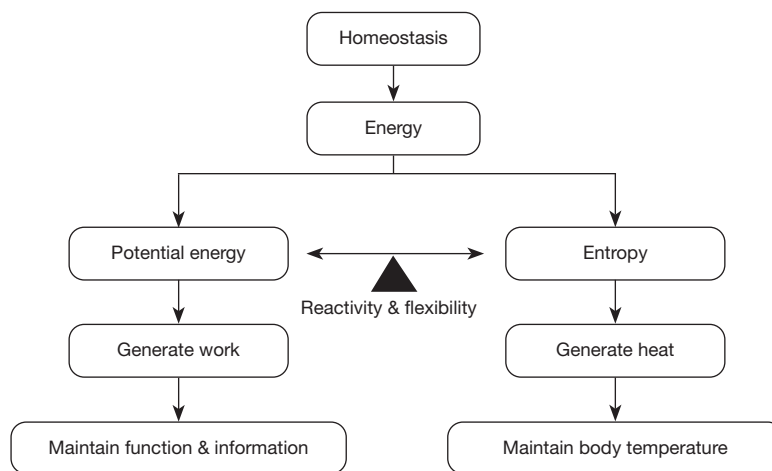 Homeostasis
Energy
Potential energy
Entropy
Reactivity & flexibility
Generate work
Generate heat
Maintain function & information
Maintain body temperature